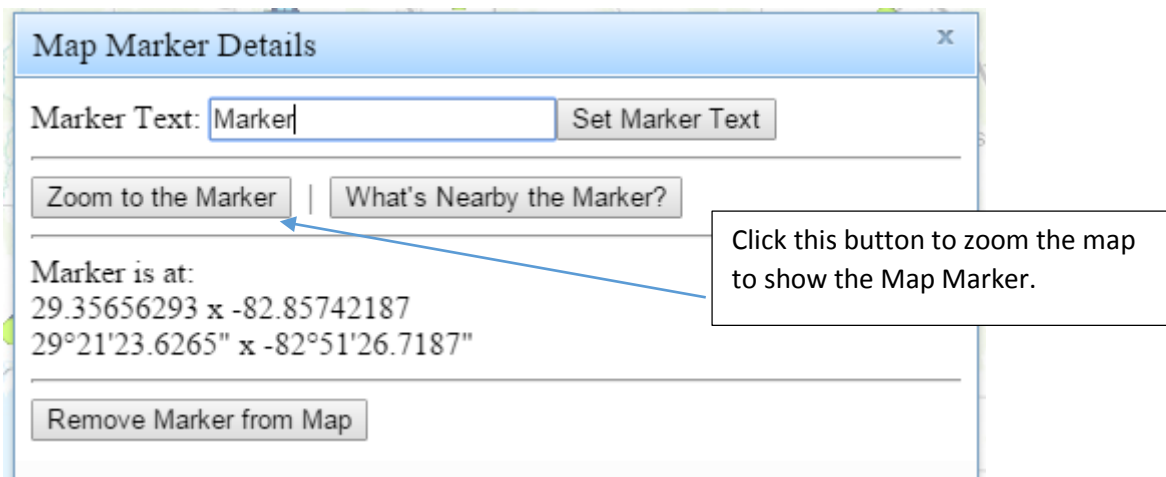 Map Marker Details x
Marker Text: Marker Set Marker Text
Zoom to the Marker | What's Nearby the Marker?
Click this button to zoom the map
to show the Map Marker.
Marker is at:
29.35656293 x -82.85742187
29°21'23.6265" x -82°51'26.7187"
Remove Marker from Map